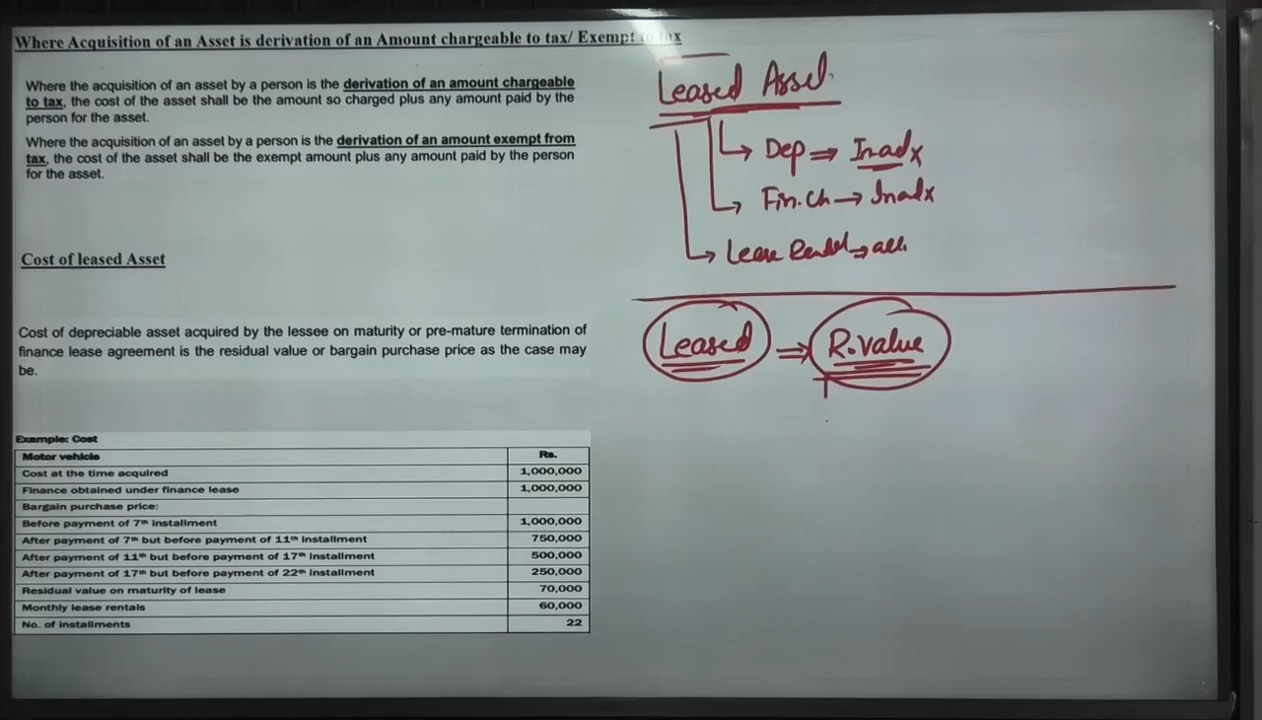 Where Acquisition of an Asset is derivation of an Amount chargeable to tax/ Exempt to tax
Where the acquisition of an asset by a person is the derivation of an amount chargeable
to tax, the cost of the asset shall be the amount so charged plus any amount paid by the
person for the asset.
Where the acquisition of an asset by a person is the derivation of an amount exempt from
tax, the cost of the asset shall be the exempt amount plus any amount paid by the person
for the asset.
Cost of leased Asset
Cost of depreciable asset acquired by the lessee on maturity or pre-mature termination of
finance lease agreement is the residual value or bargain purchase price as the case may
be.
Example: Cost
Motor vehicle Rs.
Cost at the time acquired 1,000,000
Finance obtained under finance lease 1,000,000
Bargain purchase price:
Before payment of 7th installment 1,000,000
After payment of 7th but before payment of 11th installment 750,000
After payment of 11th but before payment of 17th installment 500,000
After payment of 17th but before payment of 22th installment 250,000
Residual value on maturity of lease 70,000
Monthly lease rentals 60,000
No. of installments 22
Leased Asset
Dep ⇒ Inadx
Fin.Ch → Inadx
Lease Rental ⇒ all.
Leased ⇒ R.value